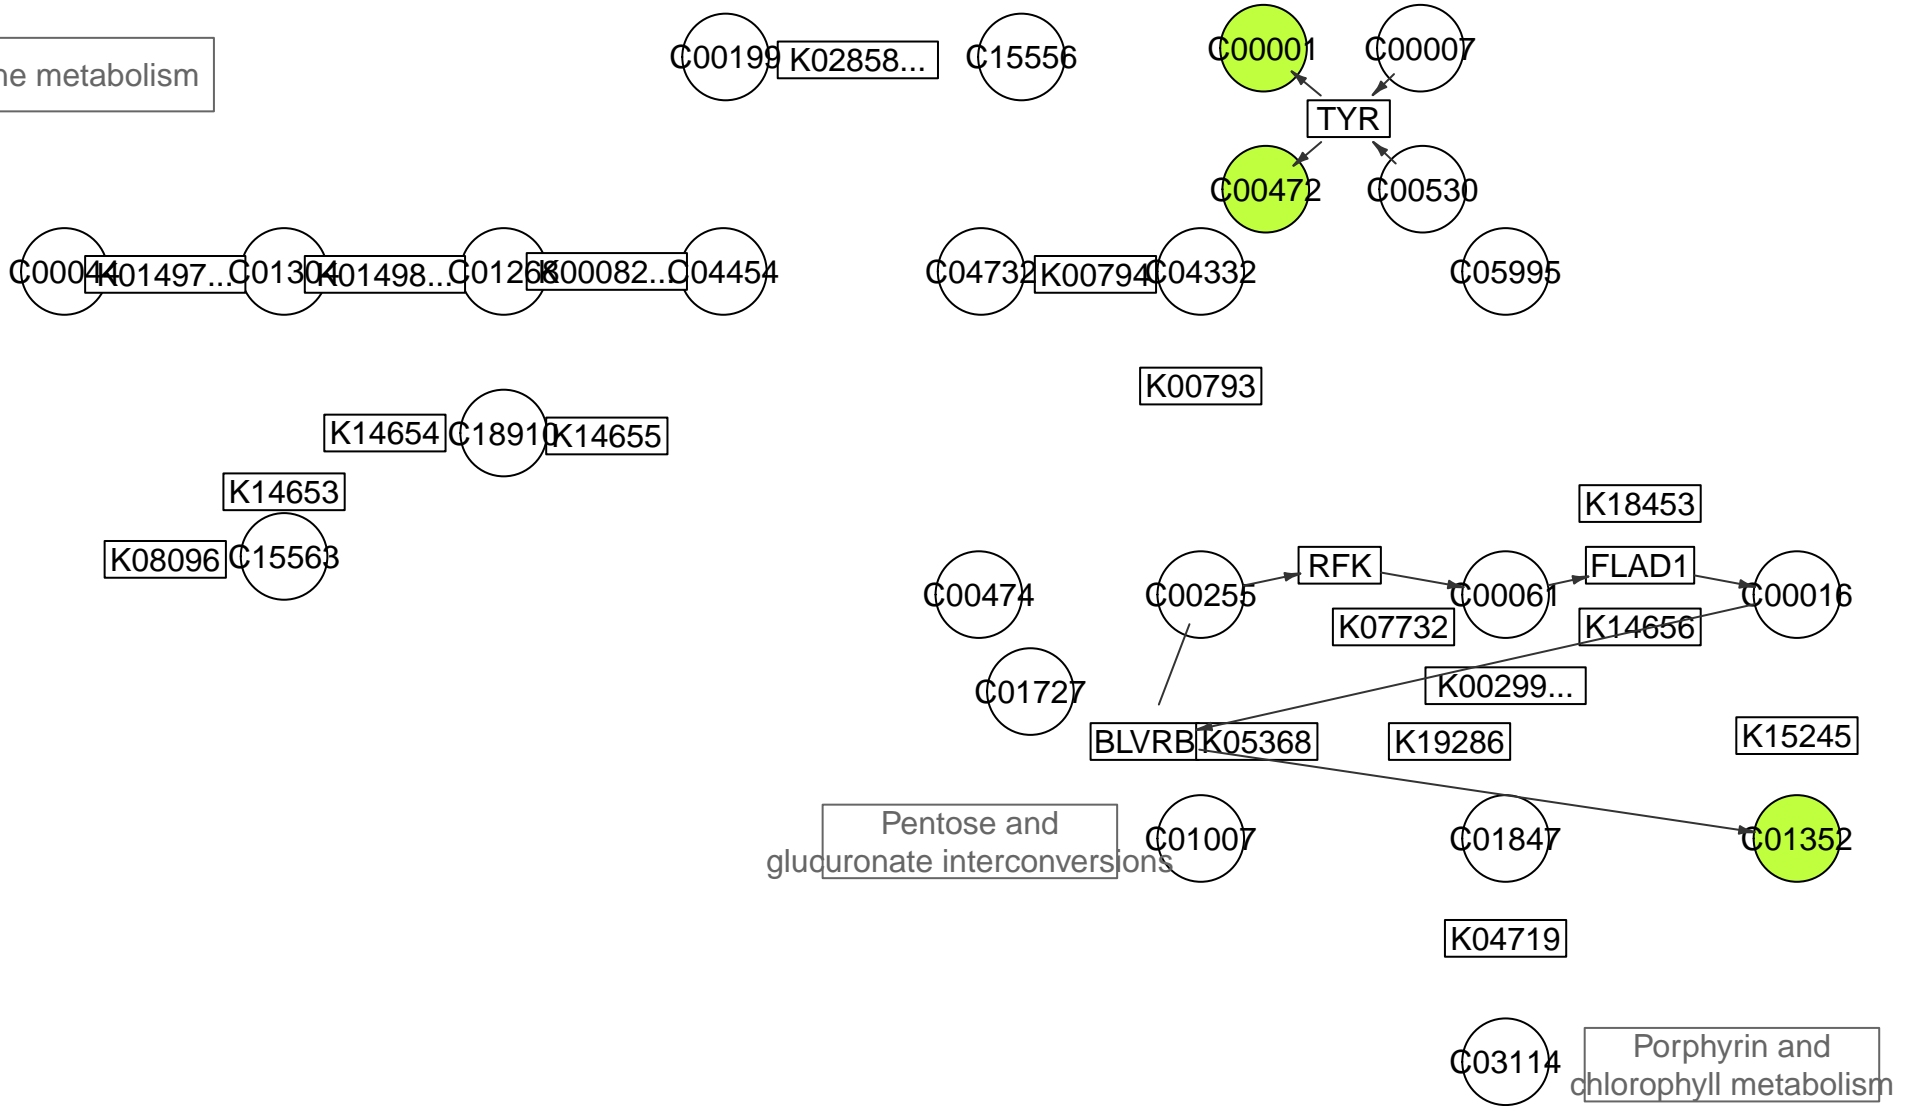 C00199
K02858...
C15556
C00001
C00007
ne metabolism
TYR
C00472
C00530
C00044
K01497...
C01304
K01498...
C01268
K00082...
C04454
C04732
K00794
C04332
C05995
K00793
K14654
C18910
K14655
K14653
K18453
K08096
C15563
RFK
FLAD1
C00474
C00255
C00061
C00016
K07732
K14656
C01727
K00299...
BLVRB
K05368
K19286
K15245
Pentose and
glucuronate interconversions
C01007
C01847
C01352
K04719
C03114
Porphyrin and
chlorophyll metabolism